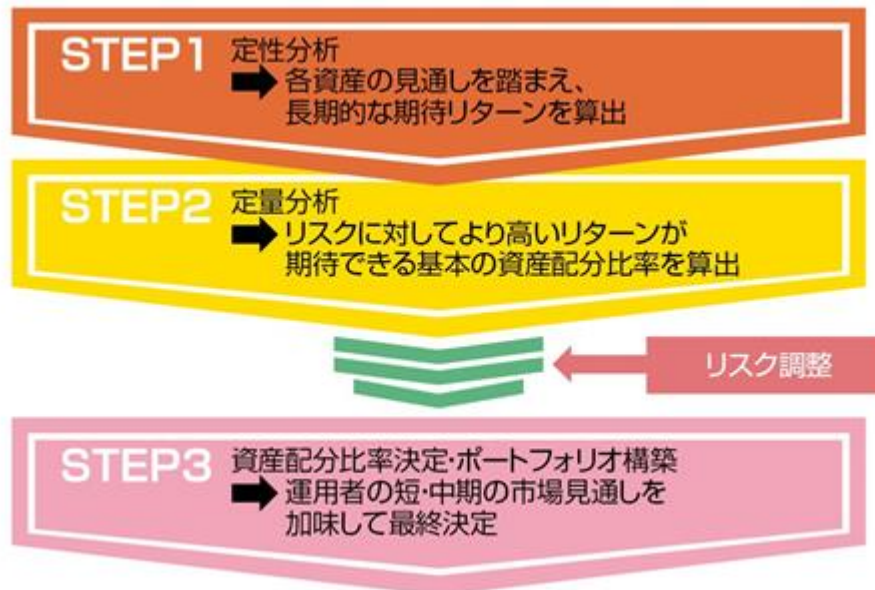 STEP1 定性分析
➡ 各資産の見通しを踏まえ、
長期的な期待リターンを算出
STEP2 定量分析
➡ リスクに対してより高いリターンが
期待できる基本の資産配分比率を算出
リスク調整
STEP3 資産配分比率決定・ポートフォリオ構築
➡ 運用者の短・中期の市場見通しを
加味して最終決定